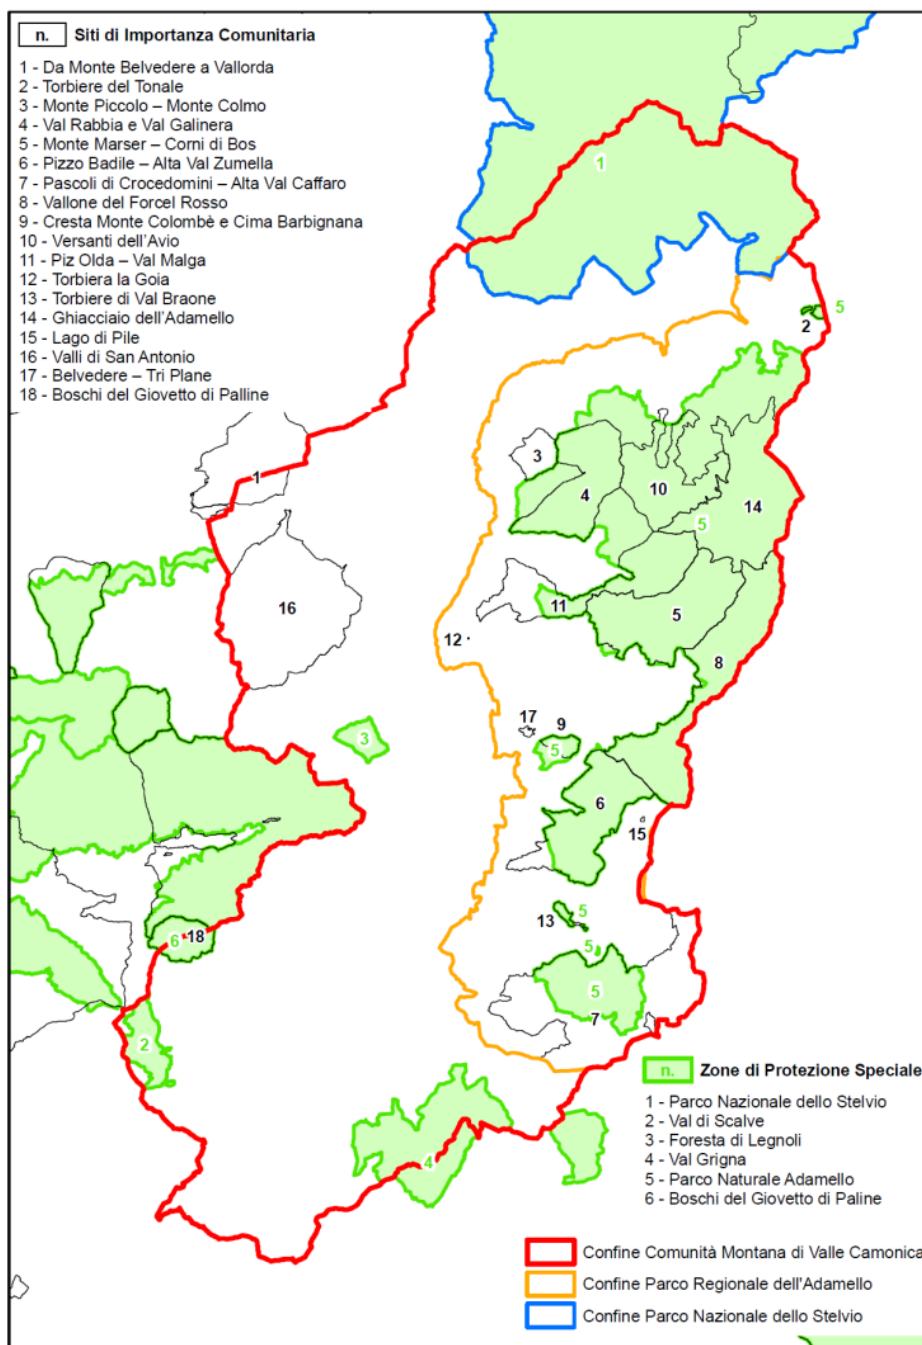 n. Siti di Importanza Comunitaria
1 - Da Monte Belvedere a Vallorda
2 - Torbiere del Tonale
3 - Monte Piccolo – Monte Colmo
4 - Val Rabbia e Val Galinera
5 - Monte Marser – Corni di Bos
6 - Pizzo Badile – Alta Val Zumella
7 - Pascoli di Crocedomini – Alta Val Caffaro
8 - Vallone del Forcel Rosso
9 - Cresta Monte Colombè e Cima Barbignana
10 - Versanti dell'Avio
11 - Piz Olda – Val Malga
12 - Torbiera la Goia
13 - Torbiere di Val Braone
14 - Ghiacciaio dell'Adamello
15 - Lago di Pile
16 - Valli di San Antonio
17 - Belvedere – Tri Plane
18 - Boschi del Giovetto di Palline
1
5
2
3
1
4
10
14
5
16
11
5
12
8
17
9
3
5
6
15
13
5
6
18
5
5
7
2
4
n. Zone di Protezione Speciale
1 - Parco Nazionale dello Stelvio
2 - Val di Scalve
3 - Foresta di Legnoli
4 - Val Grigna
5 - Parco Naturale Adamello
6 - Boschi del Giovetto di Paline
Confine Comunità Montana di Valle Camonica
Confine Parco Regionale dell'Adamello
Confine Parco Nazionale dello Stelvio